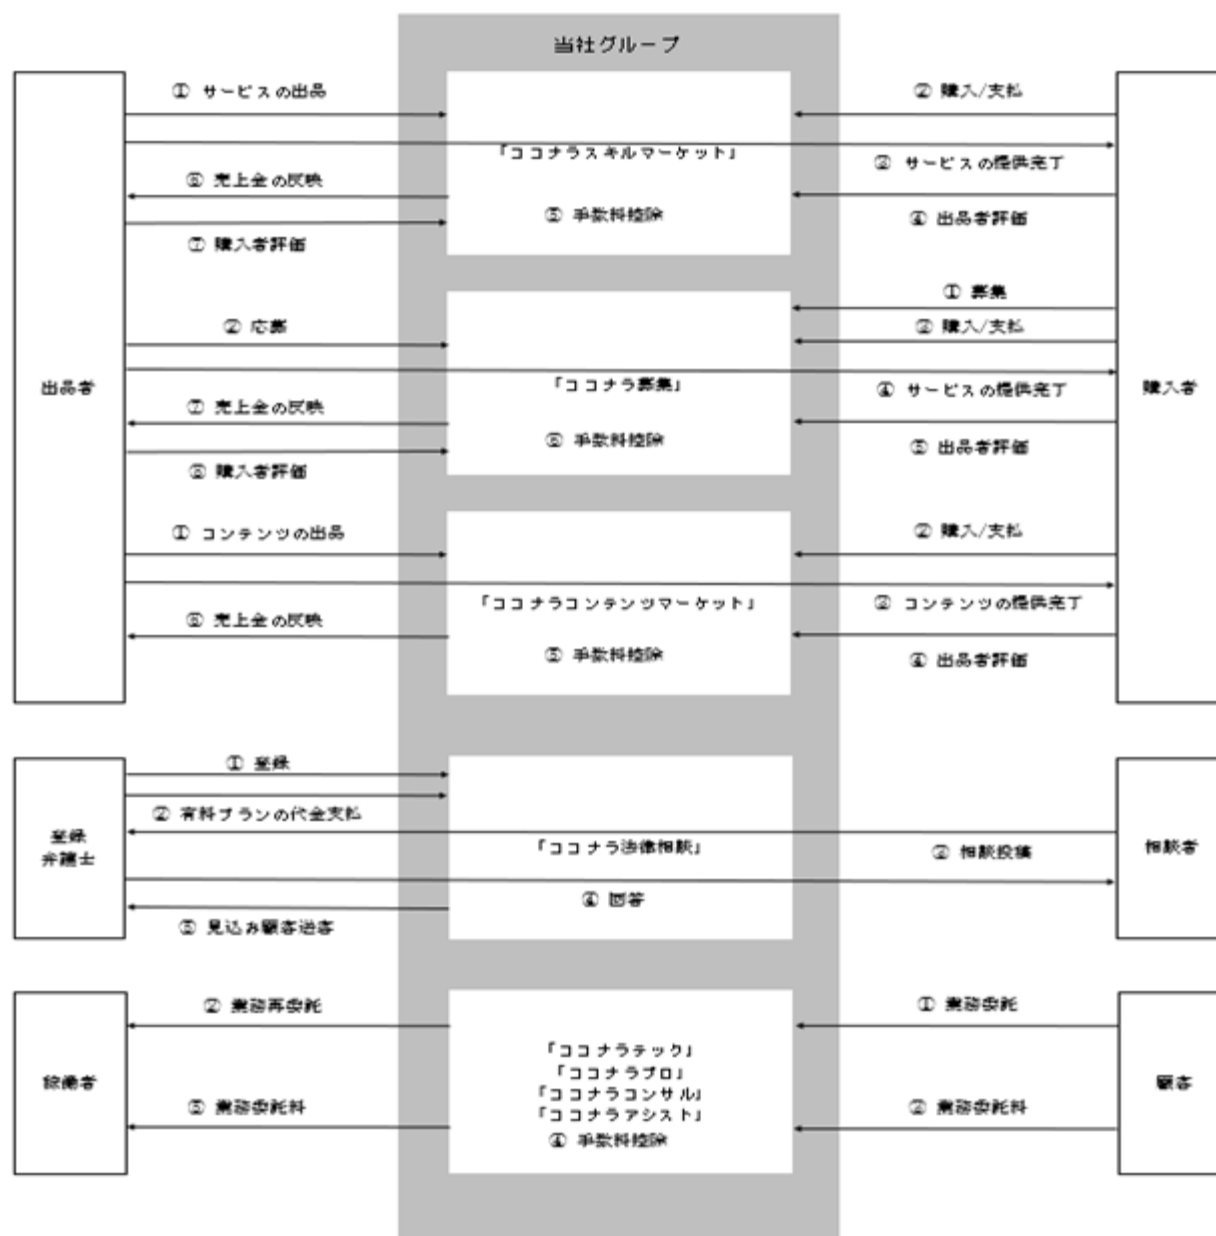 当社グループ
① サービスの出品
② 購入/支払
「ココナラスキルマーケット」
③ サービスの提供完了
⑥ 売上金の反映
⑤ 手数料控除
④ 出品者評価
⑦ 購入者評価
① 募集
② 応募
③ 購入/支払
出品者
「ココナラ募集」
④ サービスの提供完了
購入者
⑦ 売上金の反映
⑥ 手数料控除
⑤ 出品者評価
⑧ 購入者評価
① コンテンツの出品
② 購入/支払
「ココナラコンテンツマーケット」
③ コンテンツの提供完了
⑥ 売上金の反映
⑤ 手数料控除
④ 出品者評価
① 登録
② 有料プランの代金支払
登録
弁護士
「ココナラ法律相談」
③ 相談投稿
相談者
④ 回答
⑤ 見込み顧客送客
② 業務再委託
① 業務委託
「ココナラテック」
「ココナラプロ」
稼働者
「ココナラコンサル」
顧客
⑤ 業務委託料
③ 業務委託料
「ココナラアシスト」
④ 手数料控除